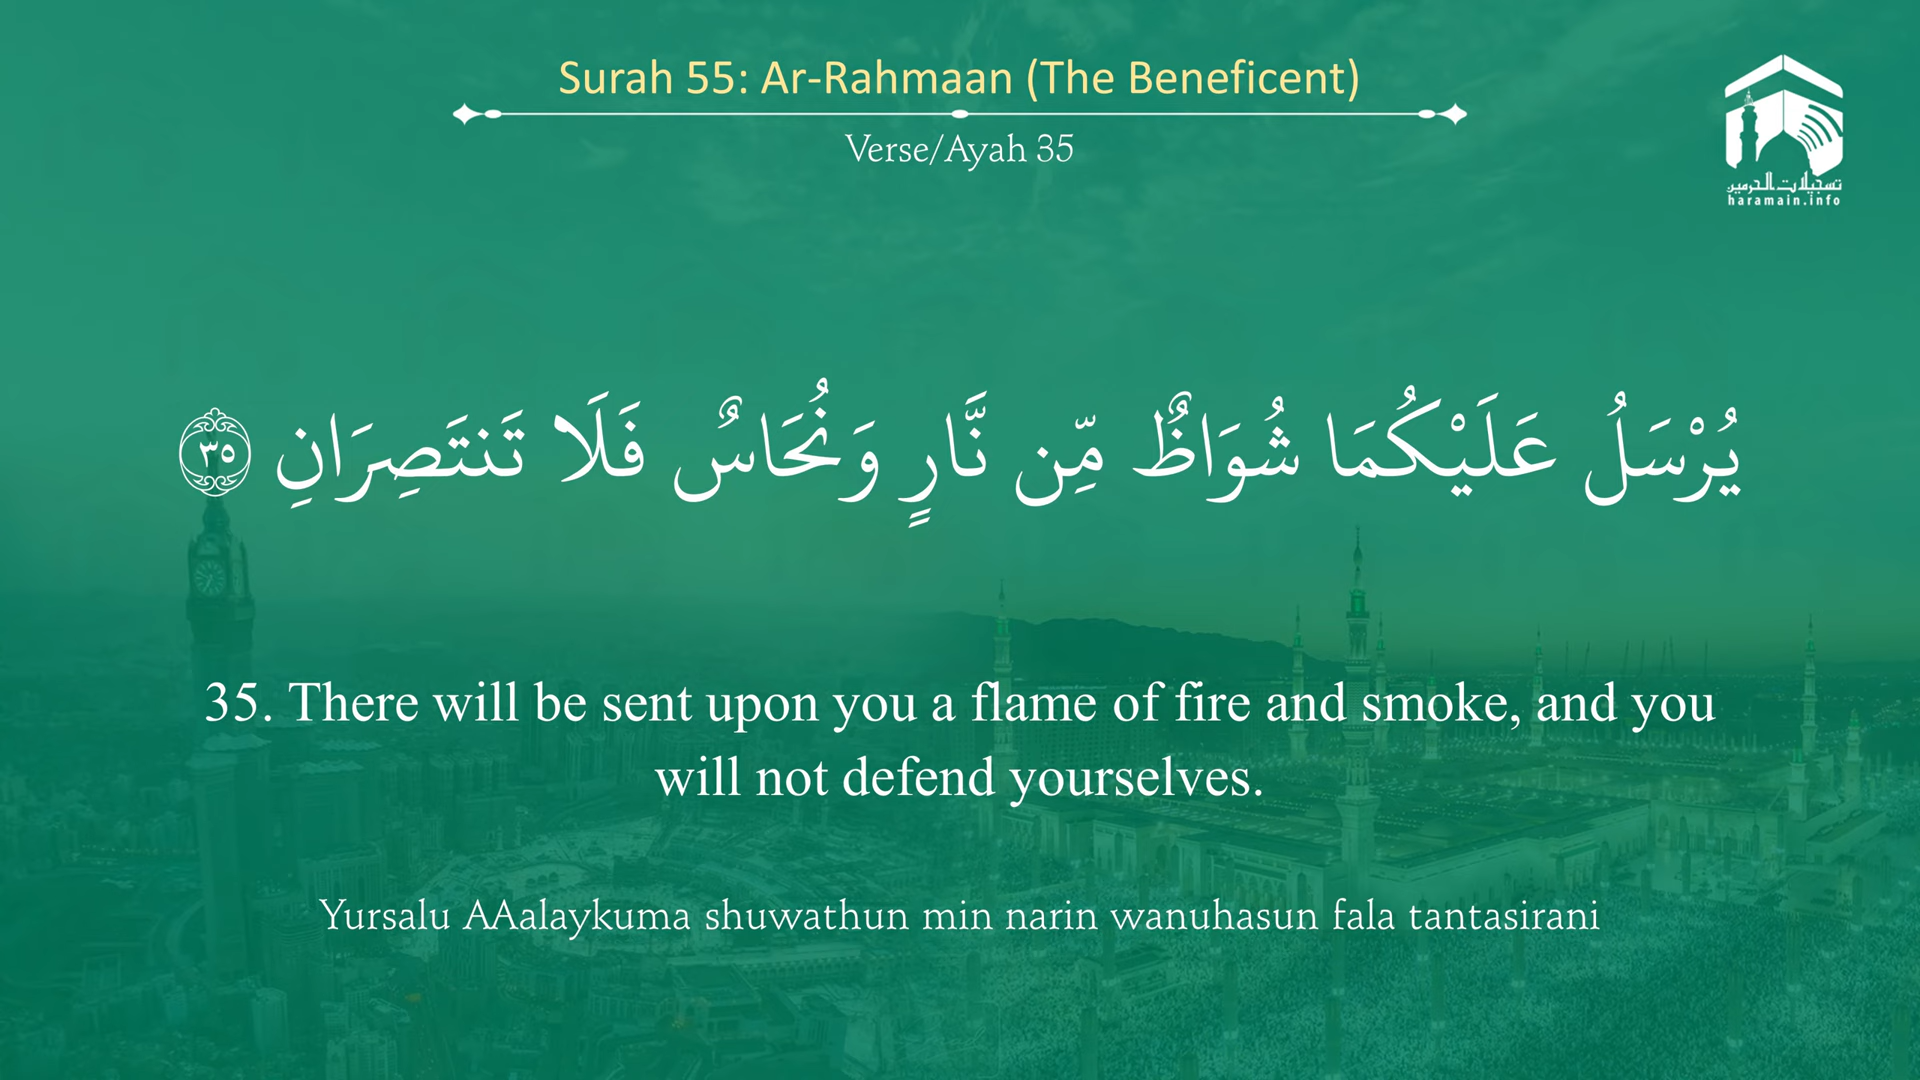 Surah 55: Ar-Rahmaan (The Beneficent)
Verse/Ayah 35
تسجيلات الحرمين
haramain.info
يُرْسَلُ عَلَيْكُمَا شُوَاظٌ مِّن نَّارٍ وَنُحَاسٌ فَلَا تَنتَصِرَانِ ٣٥
35. There will be sent upon you a flame of fire and smoke, and you
will not defend yourselves.
Yursalu AAalaykuma shuwathun min narin wanuhasun fala tantasirani